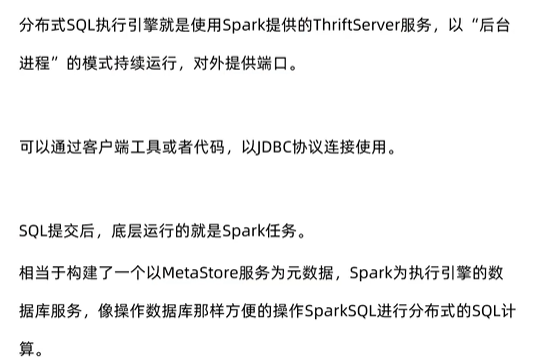 分布式SQL执行引擎就是使用Spark提供的ThriftServer服务，以“后台
进程”的模式持续运行，对外提供端口。
可以通过客户端工具或者代码，以JDBC协议连接使用。
SQL提交后，底层运行的就是Spark任务。
相当于构建了一个以MetaStore服务为元数据，Spark为执行引擎的数
据库服务，像操作数据库那样方便的操作SparkSQL进行分布式的SQL计
算。